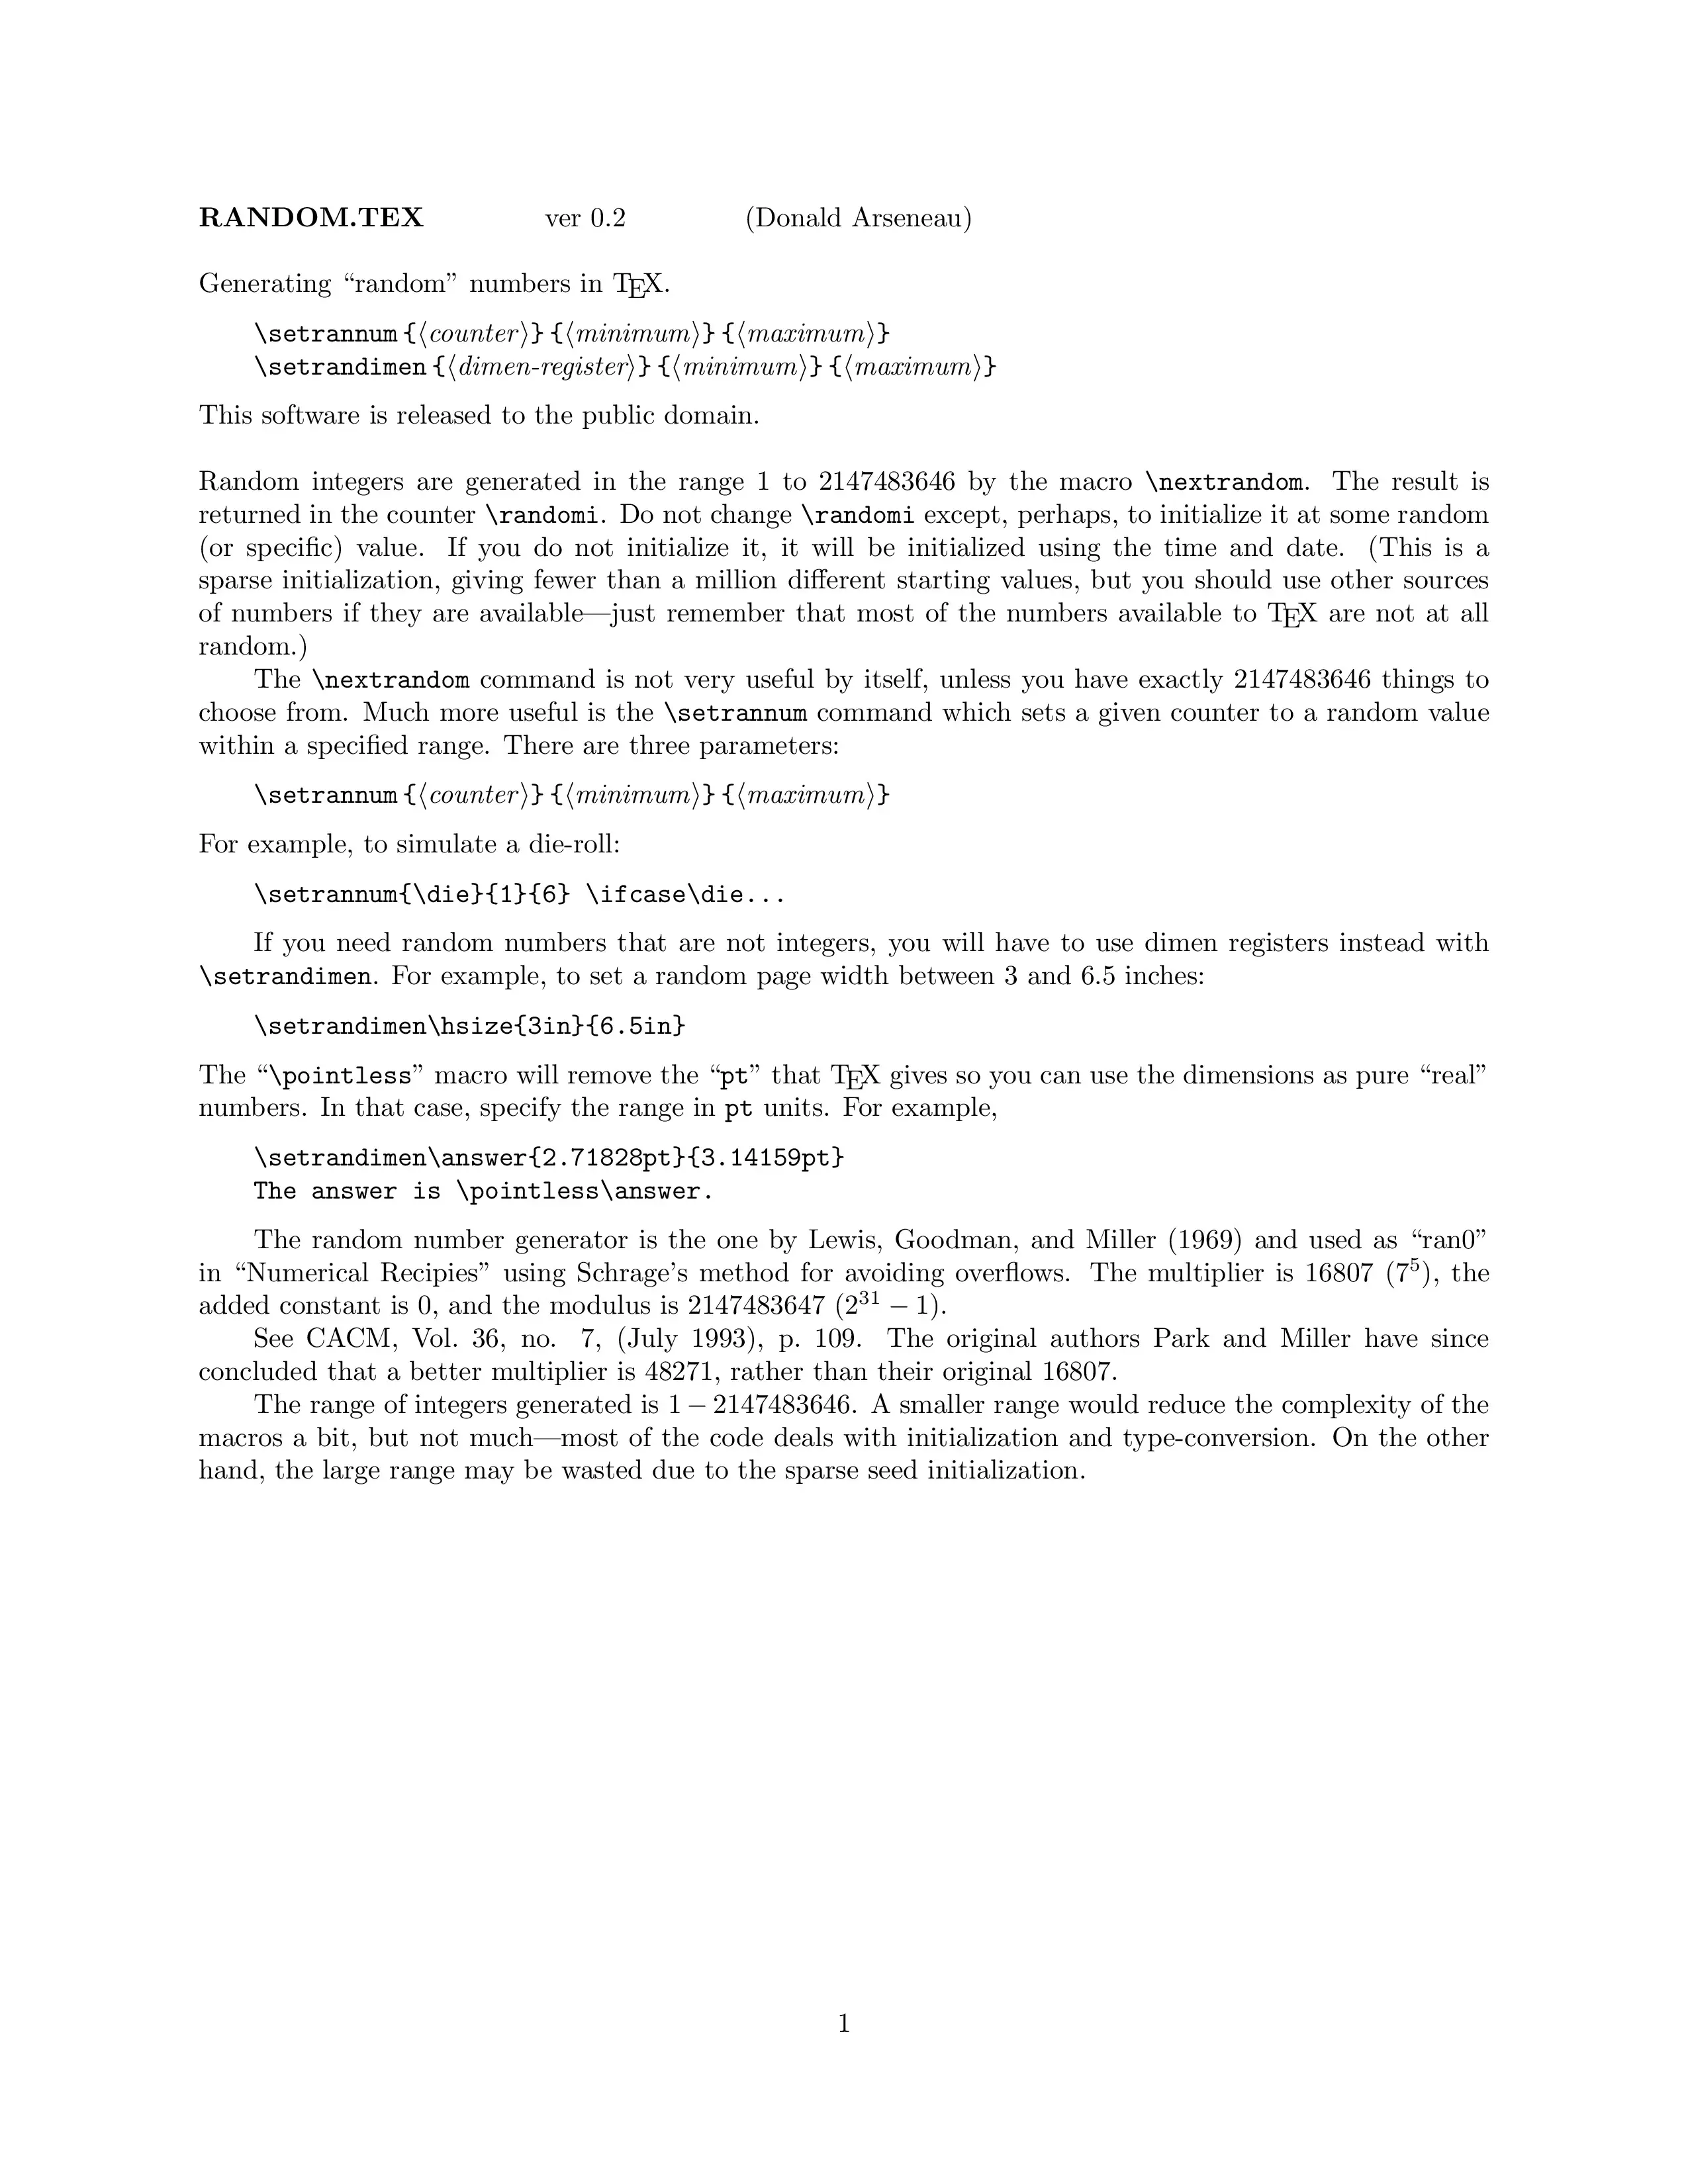 RANDOM.TEX ver 0.2 (Donald Arseneau)
Generating “random” numbers in TEX.
\setrannum {⟨counter⟩} {⟨minimum⟩} {⟨maximum⟩}
\setrandimen {⟨dimen-register⟩} {⟨minimum⟩} {⟨maximum⟩}
This software is released to the public domain.
Random integers are generated in the range 1 to 2147483646 by the macro \nextrandom. The result is
returned in the counter \randomi. Do not change \randomi except, perhaps, to initialize it at some random
(or specific) value. If you do not initialize it, it will be initialized using the time and date. (This is a
sparse initialization, giving fewer than a million different starting values, but you should use other sources
of numbers if they are available—just remember that most of the numbers available to TEX are not at all
random.)
The \nextrandom command is not very useful by itself, unless you have exactly 2147483646 things to
choose from. Much more useful is the \setrannum command which sets a given counter to a random value
within a specified range. There are three parameters:
\setrannum {⟨counter⟩} {⟨minimum⟩} {⟨maximum⟩}
For example, to simulate a die-roll:
\setrannum{\die}{1}{6} \ifcase\die...
If you need random numbers that are not integers, you will have to use dimen registers instead with
\setrandimen. For example, to set a random page width between 3 and 6.5 inches:
\setrandimen\hsize{3in}{6.5in}
The “\pointless” macro will remove the “pt” that TEX gives so you can use the dimensions as pure “real”
numbers. In that case, specify the range in pt units. For example,
\setrandimen\answer{2.71828pt}{3.14159pt}
The answer is \pointless\answer.
The random number generator is the one by Lewis, Goodman, and Miller (1969) and used as “ran0”
in “Numerical Recipies” using Schrage’s method for avoiding overflows. The multiplier is 16807 (7⁵), the
added constant is 0, and the modulus is 2147483647 (2³¹ − 1).
See CACM, Vol. 36, no. 7, (July 1993), p. 109. The original authors Park and Miller have since
concluded that a better multiplier is 48271, rather than their original 16807.
The range of integers generated is 1 − 2147483646. A smaller range would reduce the complexity of the
macros a bit, but not much—most of the code deals with initialization and type-conversion. On the other
hand, the large range may be wasted due to the sparse seed initialization.
1